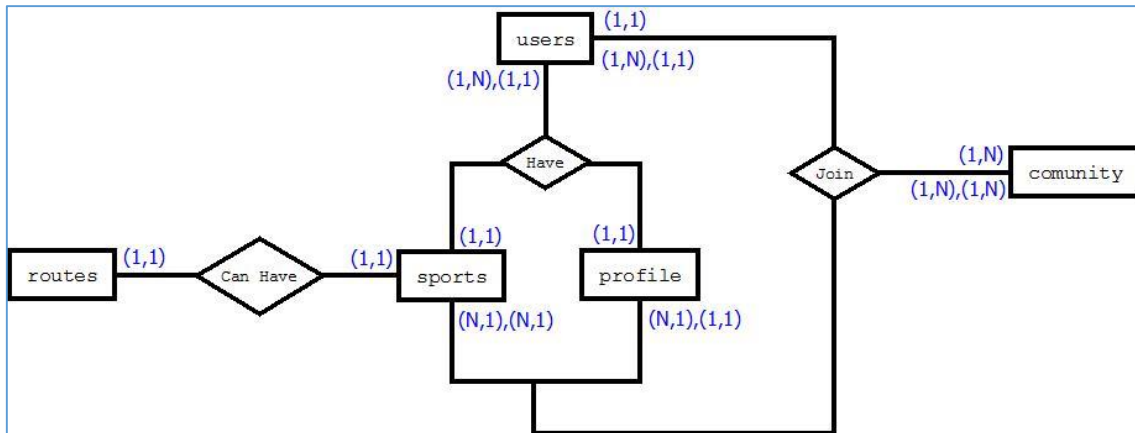 (1,1)
users
(1,N),(1,1)
(1,N),(1,1)
Have
Join
(1,N)
comunity
(1,N),(1,N)
(1,1)
(1,1)
routes
(1,1)
Can Have
(1,1)
sports
profile
(N,1),(N,1)
(N,1),(1,1)